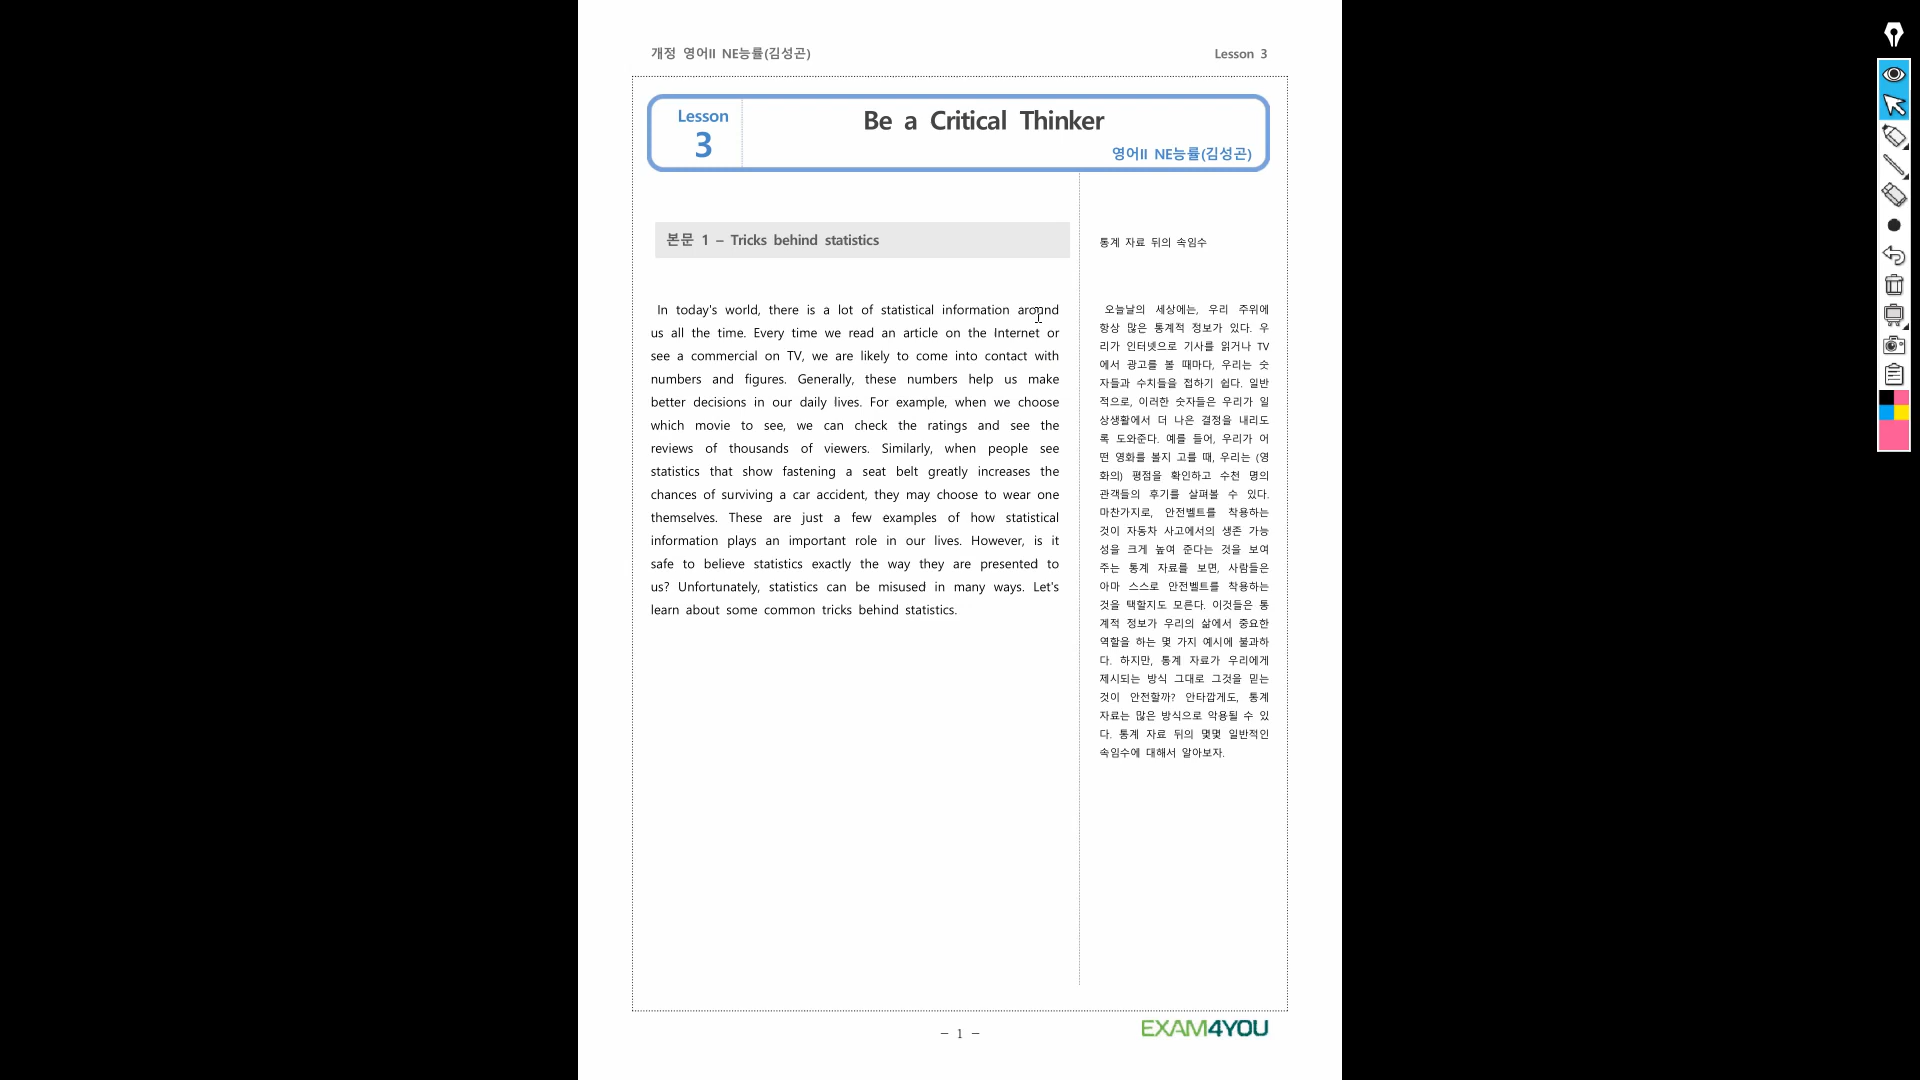 개정 영어Ⅱ NE능률(김성곤)
Lesson 3
Lesson
3
Be a Critical Thinker
영어Ⅱ NE능률(김성곤)
본문 1 – Tricks behind statistics
In today's world, there is a lot of statistical information around
us all the time. Every time we read an article on the Internet or
see a commercial on TV, we are likely to come into contact with
numbers and figures. Generally, these numbers help us make
better decisions in our daily lives. For example, when we choose
which movie to see, we can check the ratings and see the
reviews of thousands of viewers. Similarly, when people see
statistics that show fastening a seat belt greatly increases the
chances of surviving a car accident, they may choose to wear one
themselves. These are just a few examples of how statistical
information plays an important role in our lives. However, is it
safe to believe statistics exactly the way they are presented to
us? Unfortunately, statistics can be misused in many ways. Let's
learn about some common tricks behind statistics.
통계 자료 뒤의 속임수
오늘날의 세상에는, 우리 주위에
항상 많은 통계적 정보가 있다. 우
리가 인터넷으로 기사를 읽거나 TV
에서 광고를 볼 때마다, 우리는 숫
자들과 수치들을 접하기 쉽다. 일반
적으로, 이러한 숫자들은 우리가 일
상생활에서 더 나은 결정을 내리도
록 도와준다. 예를 들어, 우리가 어
떤 영화를 볼지 고를 때, 우리는 (영
화의) 평점을 확인하고 수천 명의
관객들의 후기를 살펴볼 수 있다.
마찬가지로, 안전벨트를 착용하는
것이 자동차 사고에서의 생존 가능
성을 크게 높여 준다는 것을 보여
주는 통계 자료를 보면, 사람들은
아마 스스로 안전벨트를 착용하는
것을 택할지도 모른다. 이것들은 통
계적 정보가 우리의 삶에서 중요한
역할을 하는 몇 가지 예시에 불과하
다. 하지만, 통계 자료가 우리에게
제시되는 방식 그대로 그것을 믿는
것이 안전할까? 안타깝게도, 통계
자료는 많은 방식으로 악용될 수 있
다. 통계 자료 뒤의 몇몇 일반적인
속임수에 대해서 알아보자.
– 1 –
EXAM4YOU